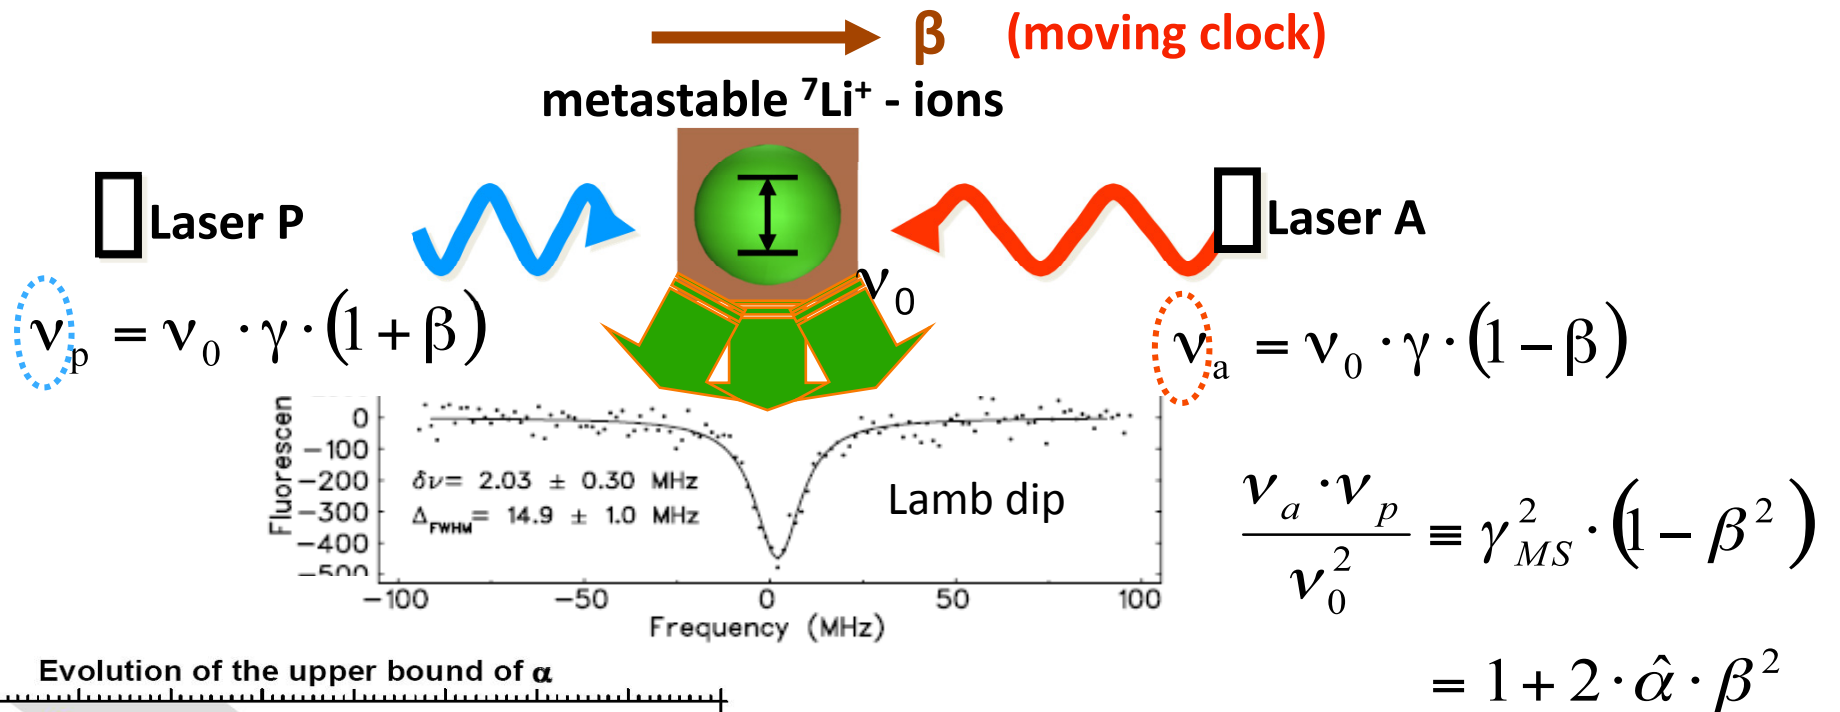 β (moving clock)
metastable ⁷Li⁺ - ions
Laser P
Laser A
ν₀
νₚ = ν₀ · γ · (1 + β)
νₐ = ν₀ · γ · (1 − β)
Fluorescen
0
−100
−200
−300
−400
−500
δν= 2.03 ± 0.30 MHz
Δ_FWHM= 14.9 ± 1.0 MHz
Lamb dip
−100 −50 0 50 100
Frequency (MHz)
νₐ · νₚ / ν₀² ≡ γ²_MS · (1 − β²)
= 1 + 2 · α̂ · β²
Evolution of the upper bound of α